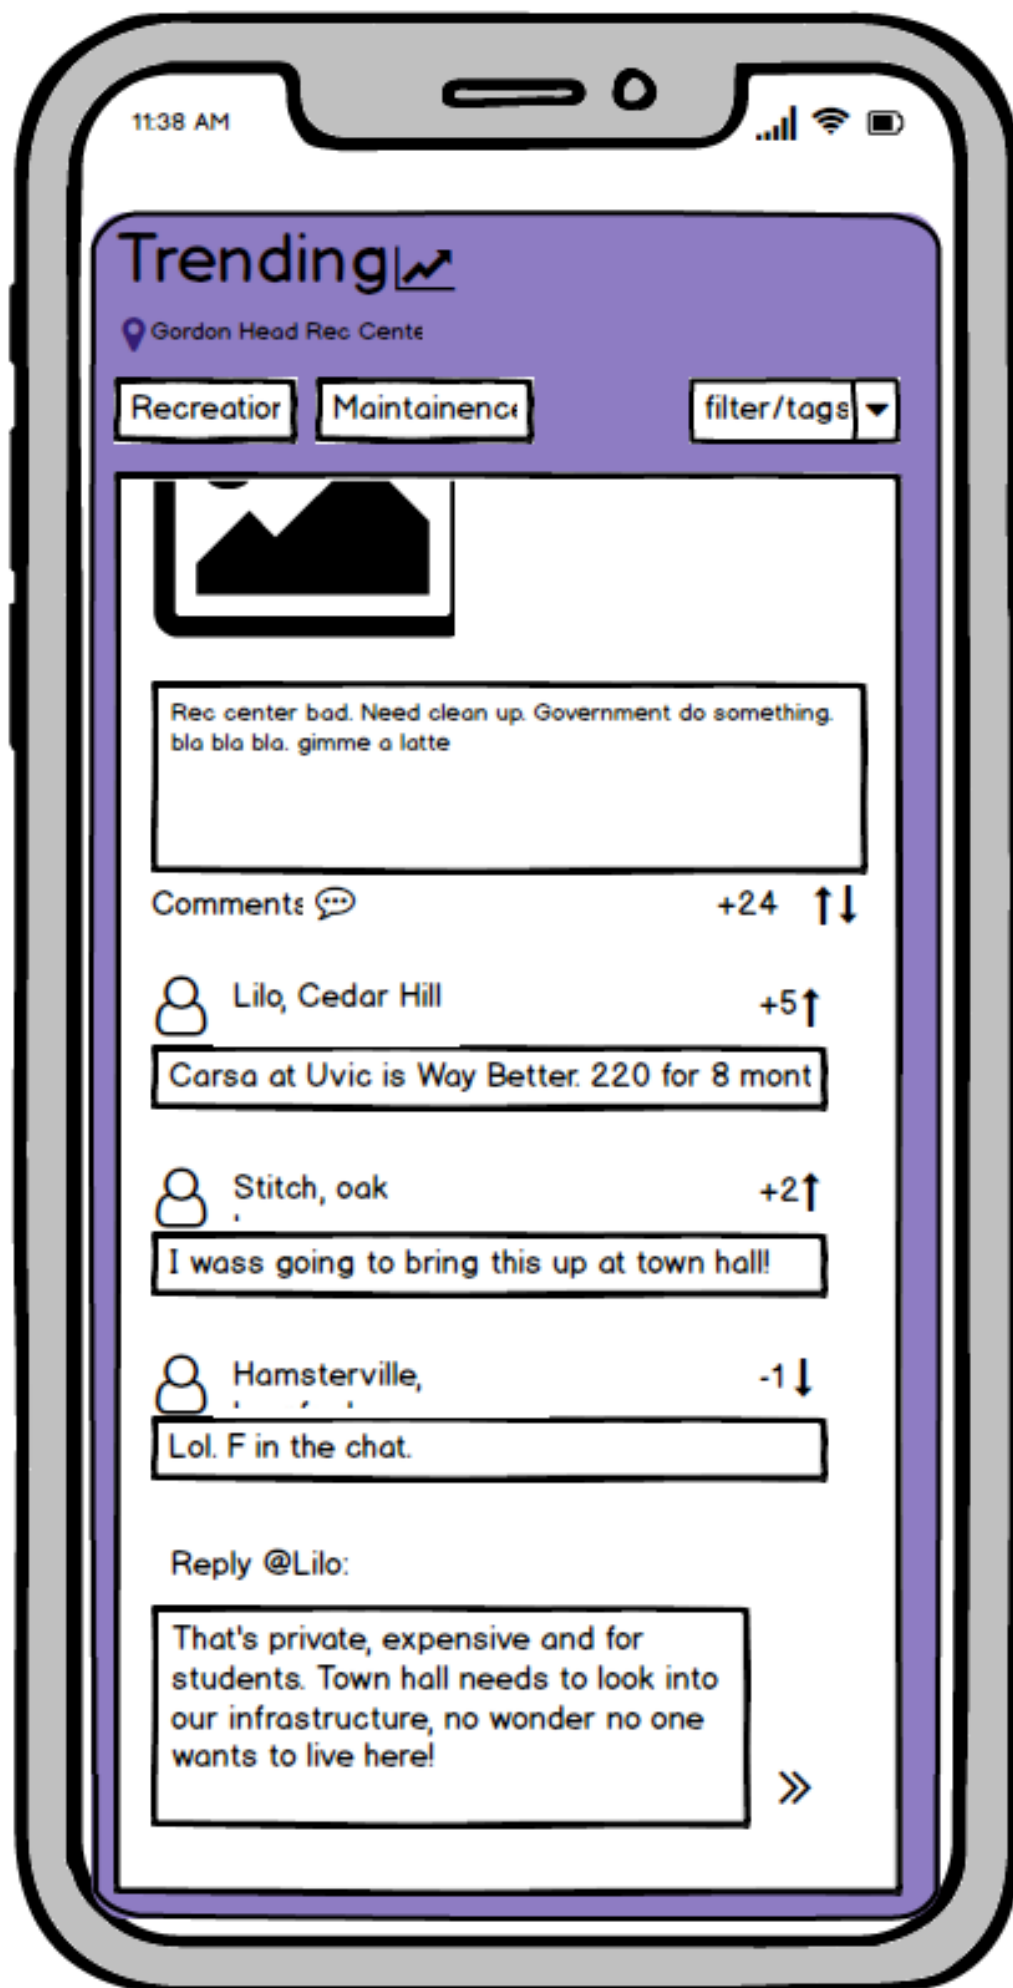 11:38 AM
Trending
Gordon Head Rec Cente
Recreation
Maintainence
filter/tags
Rec center bad. Need clean up. Government do something.
bla bla bla. gimme a latte
Comments
+24
Lilo, Cedar Hill
+5
Carsa at Uvic is Way Better. 220 for 8 mont
Stitch, oak
+2
I wass going to bring this up at town hall!
Hamsterville,
-1
Lol. F in the chat.
Reply @Lilo:
That's private, expensive and for
students. Town hall needs to look into
our infrastructure, no wonder no one
wants to live here!